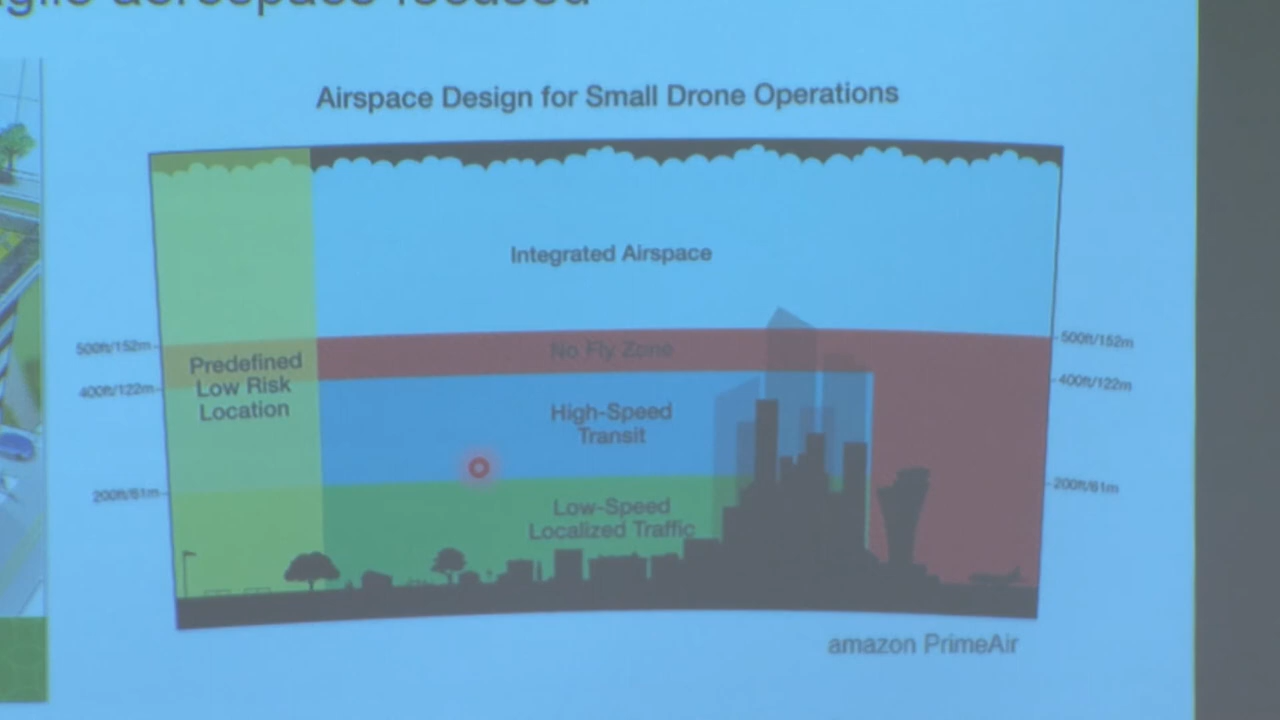 aerospace focused
Airspace Design for Small Drone Operations
Integrated Airspace
500ft/152m
500ft/152m
No Fly Zone
Predefined
Low Risk
Location
400ft/122m
400ft/122m
High-Speed
Transit
200ft/61m
200ft/61m
Low-Speed
Localized Traffic
amazon PrimeAir